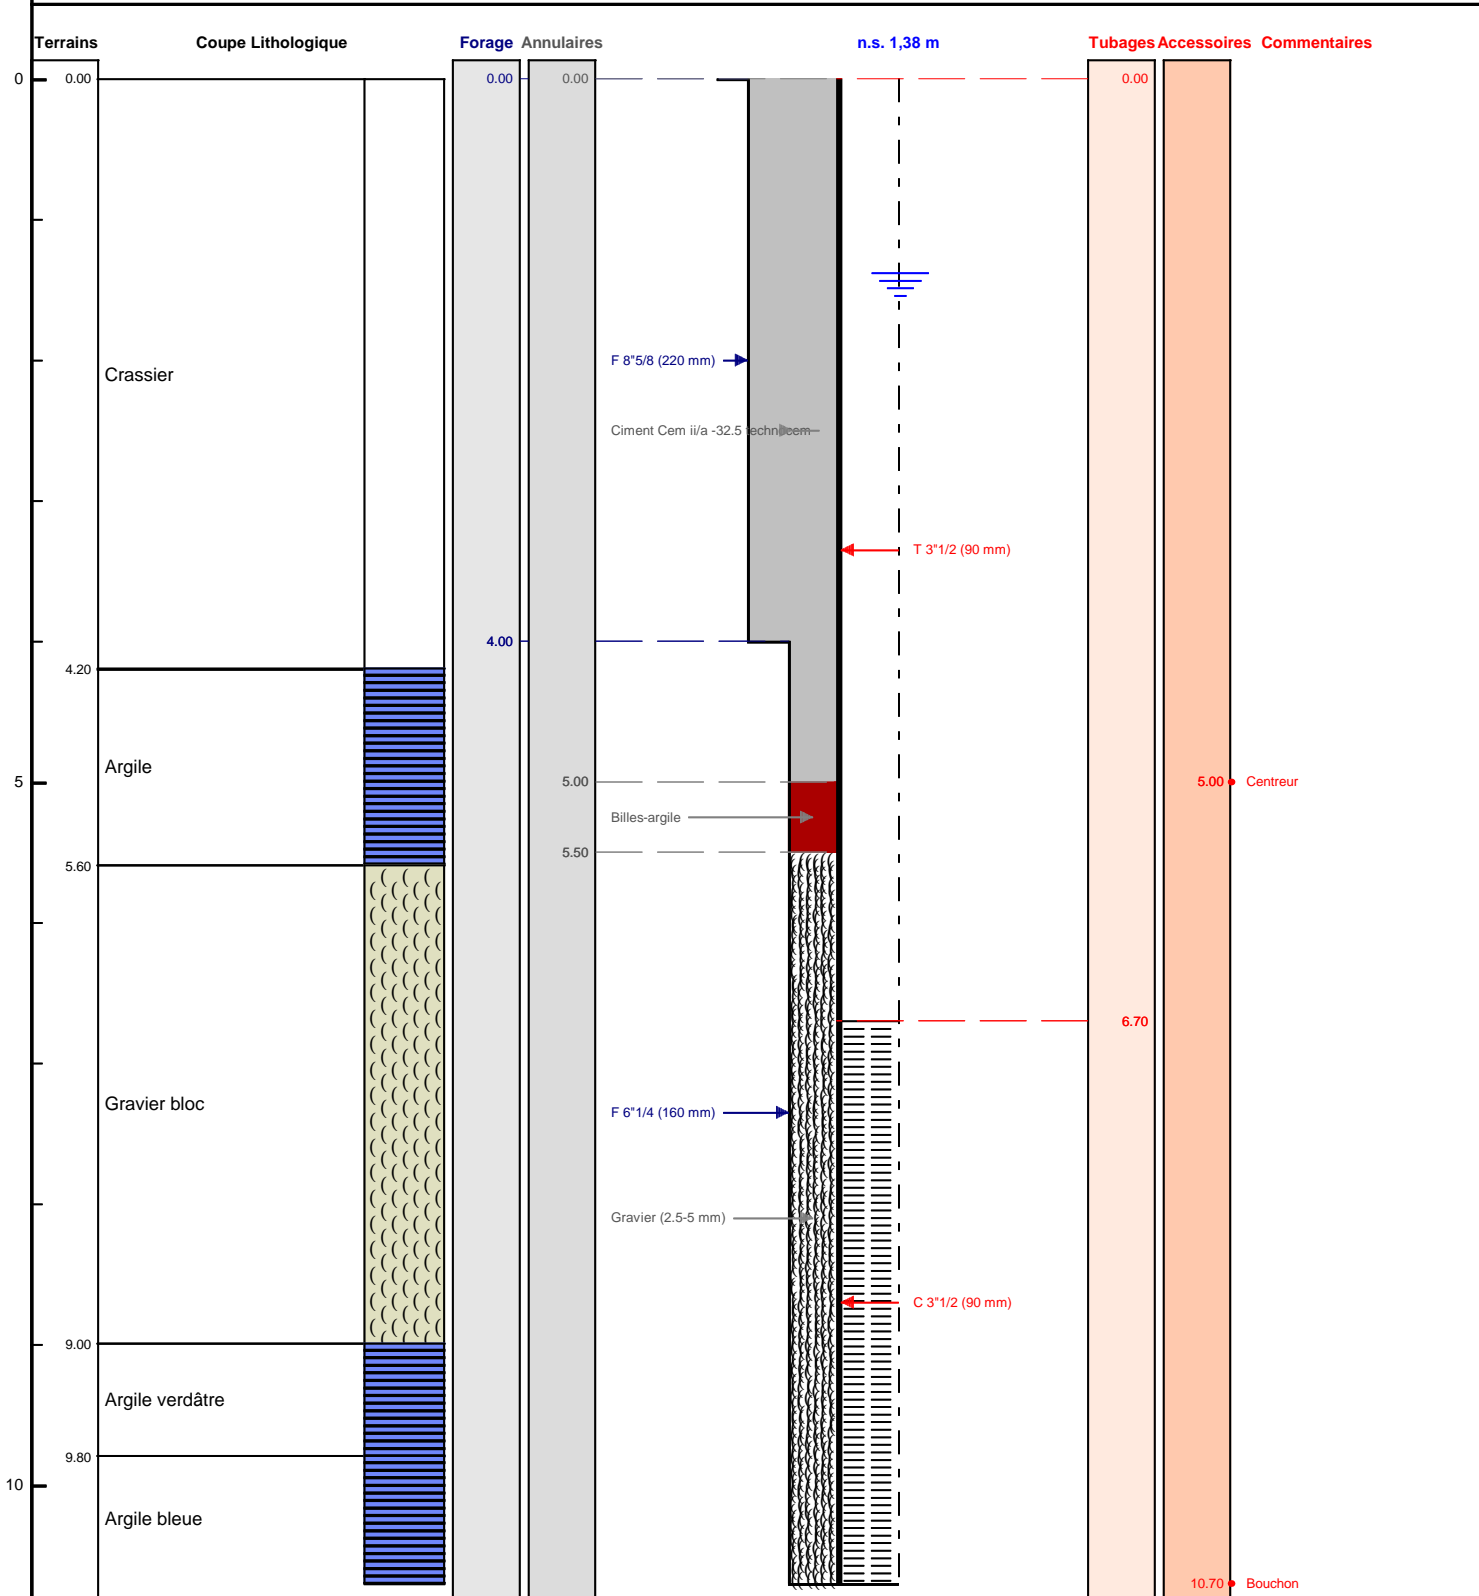 Terrains Coupe Lithologique Forage Annulaires n.s. 1,38 m Tubages Accessoires Commentaires
0 0.00 0.00 0.00 0.00
F 8"5/8 (220 mm)
Crassier
Ciment Cem ii/a -32.5 technocem
T 3"1/2 (90 mm)
4.00
4.20
Argile
5 5.00 5.00 Centreur
Billes-argile
5.50
5.60
6.70
Gravier bloc
F 6"1/4 (160 mm)
Gravier (2.5-5 mm)
C 3"1/2 (90 mm)
9.00
Argile verdâtre
9.80
10
Argile bleue
10.70 Bouchon